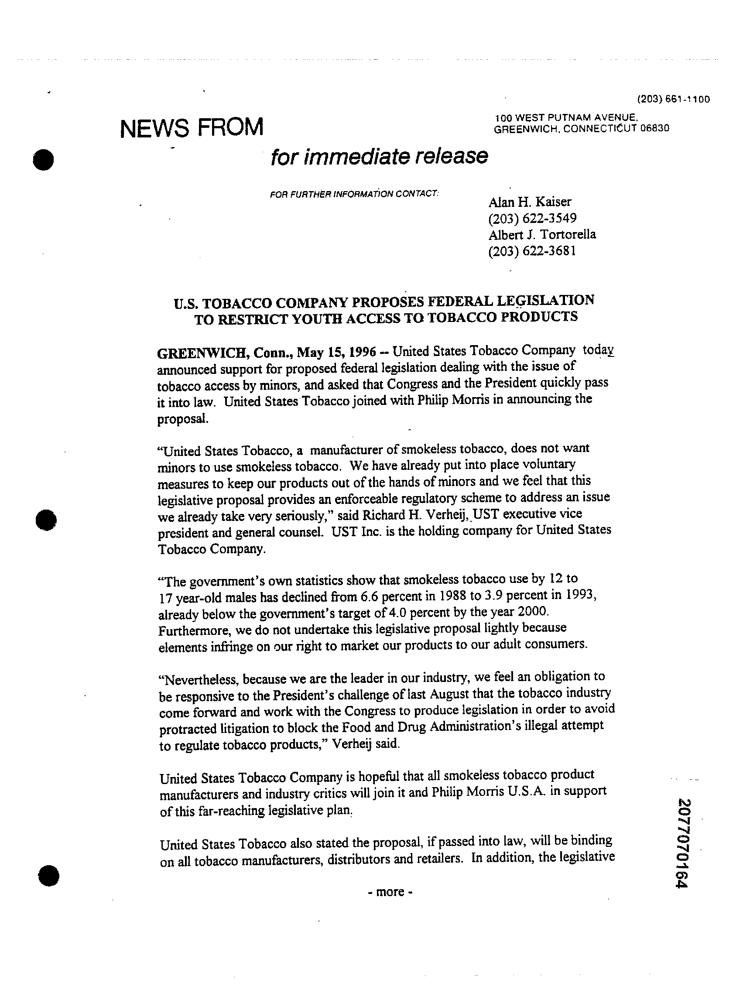 (203) 661-1100
100 WEST PUTNAM AVENUE,
GREENWICH, CONNECTICUT 06830
NEWS FROM
for immediate release
FOR FURTHER INFORMATION CONTACT:
Alan H. Kaiser
(203) 622-3549
Albert J. Tortorella
(203) 622-3681
U.S. TOBACCO COMPANY PROPOSES FEDERAL LEGISLATION
TO RESTRICT YOUTH ACCESS TO TOBACCO PRODUCTS
GREENWICH, Conn., May 15, 1996 -- United States Tobacco Company today
announced support for proposed federal legislation dealing with the issue of
tobacco access by minors, and asked that Congress and the President quickly pass
it into law. United States Tobacco joined with Philip Morris in announcing the
proposal.
"United States Tobacco, a manufacturer of smokeless tobacco, does not want
minors to use smokeless tobacco. We have already put into place voluntary
measures to keep our products out of the hands of minors and we feel that this
legislative proposal provides an enforceable regulatory scheme to address an issue
we already take very seriously," said Richard H. Verheij, UST executive vice
president and general counsel. UST Inc. is the holding company for United States
Tobacco Company.
"The government's own statistics show that smokeless tobacco use by 12 to
17 year-old males has declined from 6.6 percent in 1988 to 3.9 percent in 1993,
already below the government's target of 4.0 percent by the year 2000.
Furthermore, we do not undertake this legislative proposal lightly because
elements infringe on our right to market our products to our adult consumers.
"Nevertheless, because we are the leader in our industry, we feel an obligation to
be responsive to the President's challenge of last August that the tobacco industry
come forward and work with the Congress to produce legislation in order to avoid
protracted litigation to block the Food and Drug Administration's illegal attempt
to regulate tobacco products," Verheij said.
United States Tobacco Company is hopeful that all smokeless tobacco product
manufacturers and industry critics will join it and Philip Morris U.S.A. in support
of this far-reaching legislative plan.
United States Tobacco also stated the proposal, if passed into law, will be binding
on all tobacco manufacturers, distributors and retailers. In addition, the legislative
- more -
2077070164